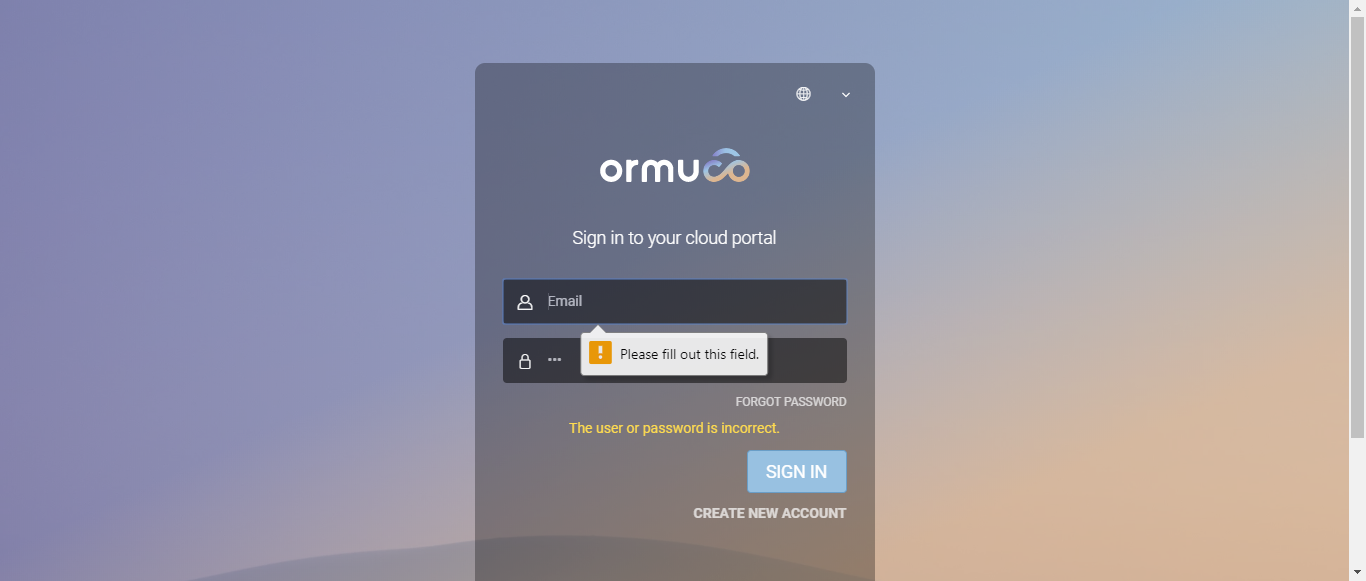 ormuco
Sign in to your cloud portal
Email
Please fill out this field.
•••
FORGOT PASSWORD
The user or password is incorrect.
SIGN IN
CREATE NEW ACCOUNT